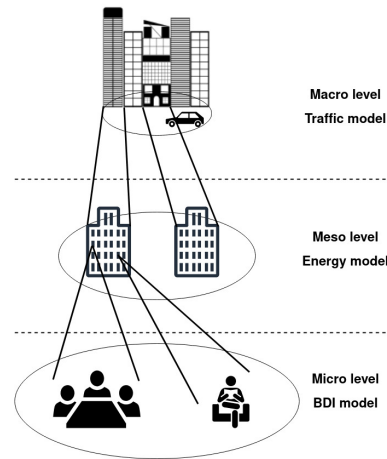 Macro level
Traffic model
Meso level
Energy model
Micro level
BDI model